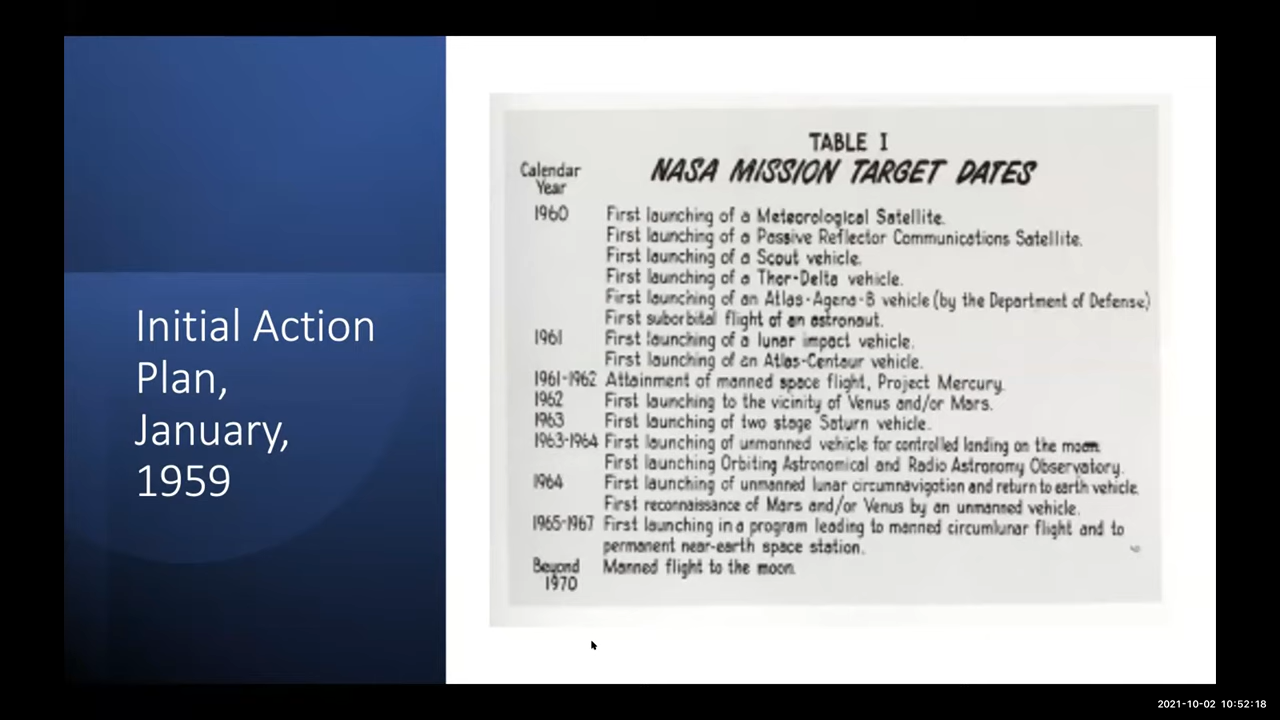 Initial Action
Plan,
January,
1959
TABLE I
NASA MISSION TARGET DATES
Calendar
Year
1960 First launching of a Meteorological Satellite.
First launching of a Passive Reflector Communications Satellite.
First launching of a Scout vehicle.
First launching of a Thor-Delta vehicle.
First launching of an Atlas-Agena-B vehicle (by the Department of Defense)
First suborbital flight of an astronaut.
1961 First launching of a lunar impact vehicle.
First launching of an Atlas-Centaur vehicle.
1961-1962 Attainment of manned space flight, Project Mercury.
1962 First launching to the vicinity of Venus and/or Mars.
1963 First launching of two stage Saturn vehicle.
1963-1964 First launching of unmanned vehicle for controlled landing on the moon.
First launching Orbiting Astronomical and Radio Astronomy Observatory.
1964 First launching of unmanned lunar circumnavigation and return to earth vehicle.
First reconnaissance of Mars and/or Venus by an unmanned vehicle.
1965-1967 First launching in a program leading to manned circumlunar flight and to
permanent near-earth space station.
Beyond Manned flight to the moon.
1970
2021-10-02 10:52:18